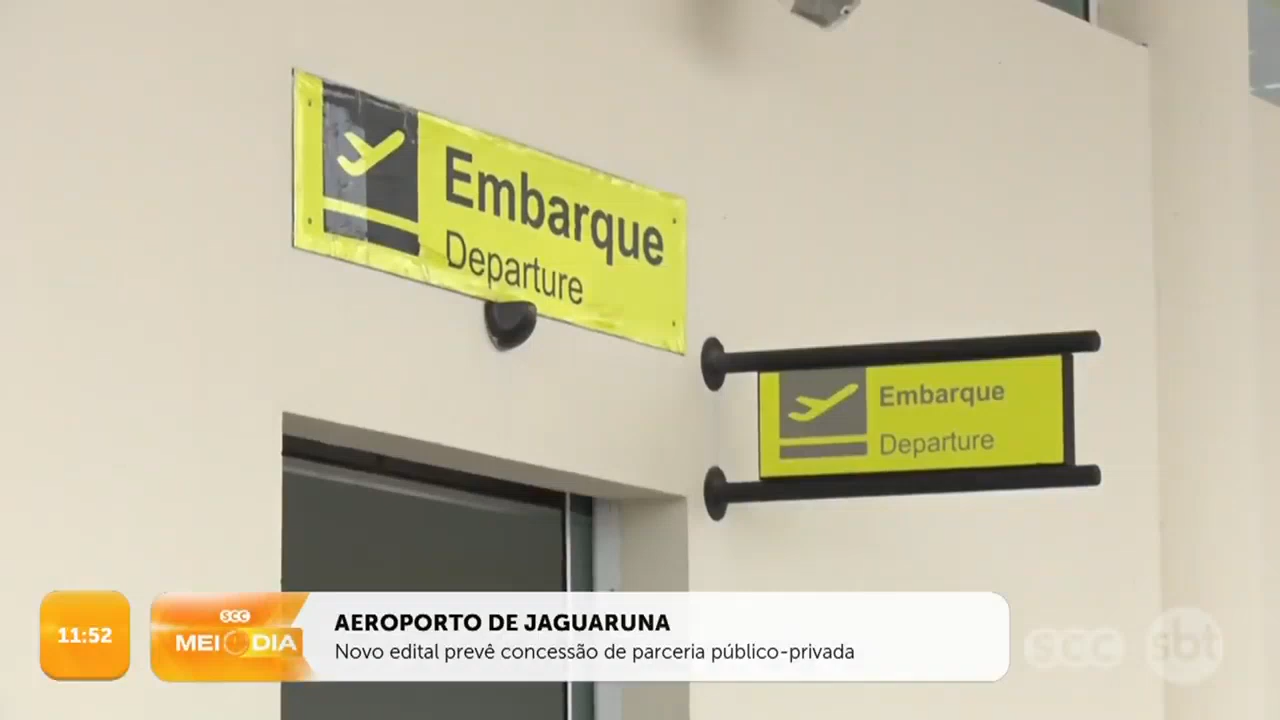 Embarque
Departure
Embarque
Departure
11:52
scc
MEIO DIA
AEROPORTO DE JAGUARUNA
Novo edital prevê concessão de parceria público-privada
scc sbt